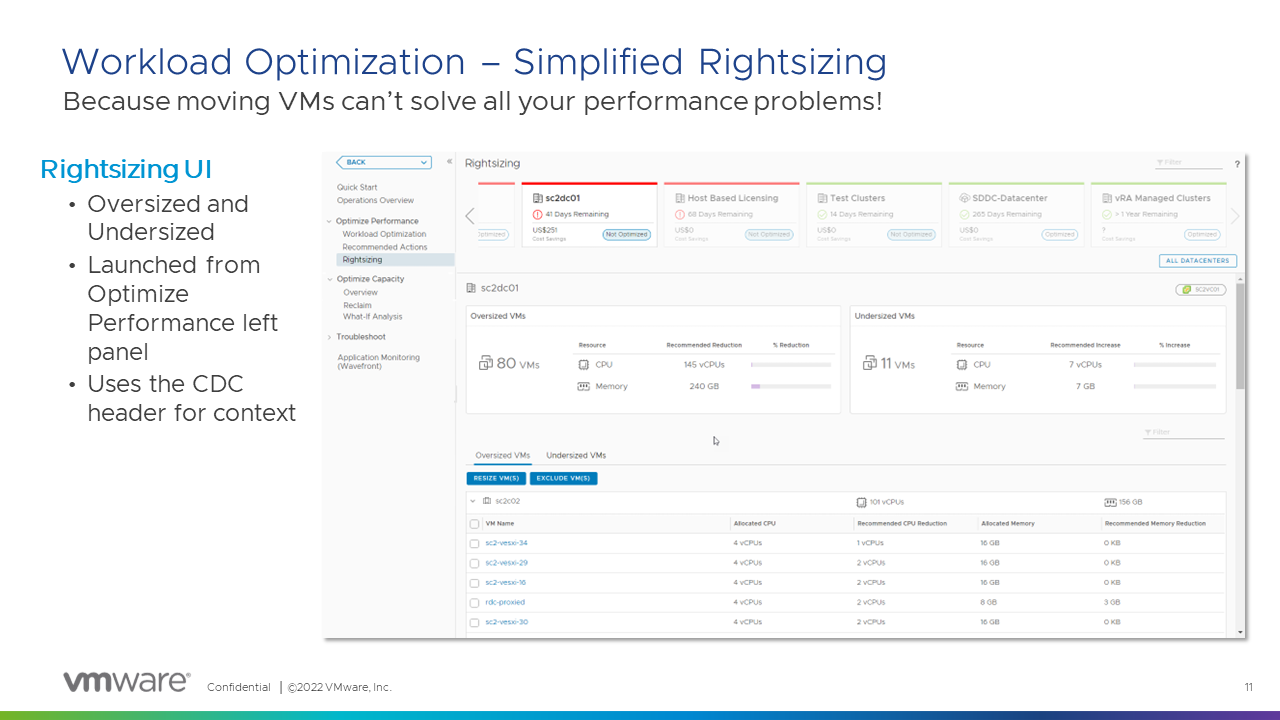 Workload Optimization – Simplified Rightsizing
Because moving VMs can't solve all your performance problems!
Rightsizing UI
• Oversized and
Undersized
• Launched from
Optimize
Performance left
panel
• Uses the CDC
header for context
BACK
Quick Start
Operations Overview
Optimize Performance
Workload Optimization
Recommended Actions
Rightsizing
Optimize Capacity
Overview
Reclaim
What-If Analysis
Troubleshoot
Application Monitoring
(Wavefront)
Rightsizing
Filter
?
Optimized
sc2dc01
41 Days Remaining
US$251
Cost Savings
Not Optimized
Host Based Licensing
68 Days Remaining
US$0
Cost Savings
Not Optimized
Test Clusters
14 Days Remaining
US$0
Cost Savings
Not Optimized
SDDC-Datacenter
265 Days Remaining
US$0
Cost Savings
Optimized
vRA Managed Clusters
> 1 Year Remaining
?
Cost Savings
Optimized
ALL DATACENTERS
sc2dc01
SC2VC01
Oversized VMs
Resource Recommended Reduction % Reduction
80 VMs
CPU 145 vCPUs
Memory 240 GB
Undersized VMs
Resource Recommended Increase % Increase
11 VMs
CPU 7 vCPUs
Memory 7 GB
Filter
Oversized VMs Undersized VMs
RESIZE VM(S) EXCLUDE VM(S)
sc2c02 101 vCPUs 156 GB
VM Name Allocated CPU Recommended CPU Reduction Allocated Memory Recommended Memory Reduction
sc2-vesxi-34 4 vCPUs 1 vCPUs 16 GB 0 KB
sc2-vesxi-29 4 vCPUs 2 vCPUs 16 GB 0 KB
sc2-vesxi-16 4 vCPUs 2 vCPUs 16 GB 0 KB
rdc-proxied 4 vCPUs 2 vCPUs 8 GB 3 GB
sc2-vesxi-30 4 vCPUs 2 vCPUs 16 GB 0 KB
vmware® Confidential | ©2022 VMware, Inc. 11